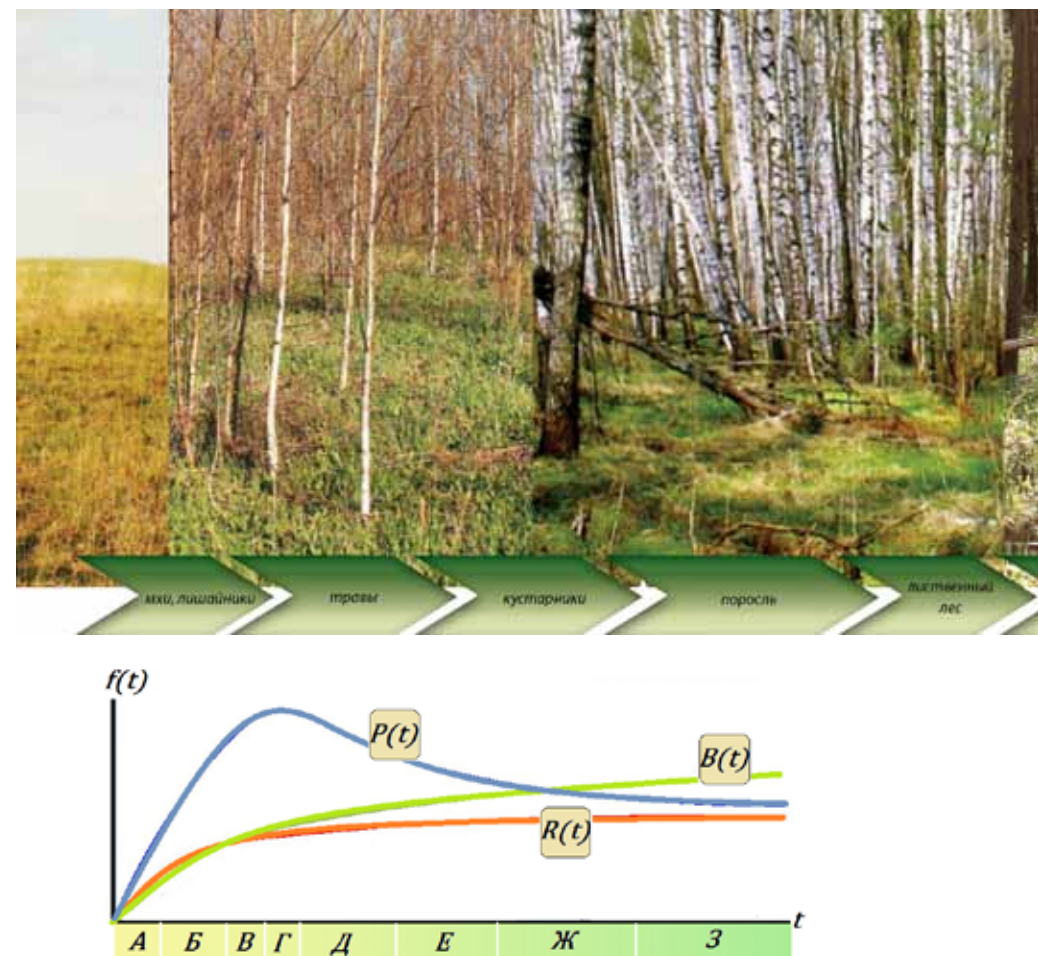 мхи, лишайники
травы
кустарники
поросль
лиственный
лес
f(t)
P(t)
B(t)
R(t)
t
А Б В Г Д Е Ж З